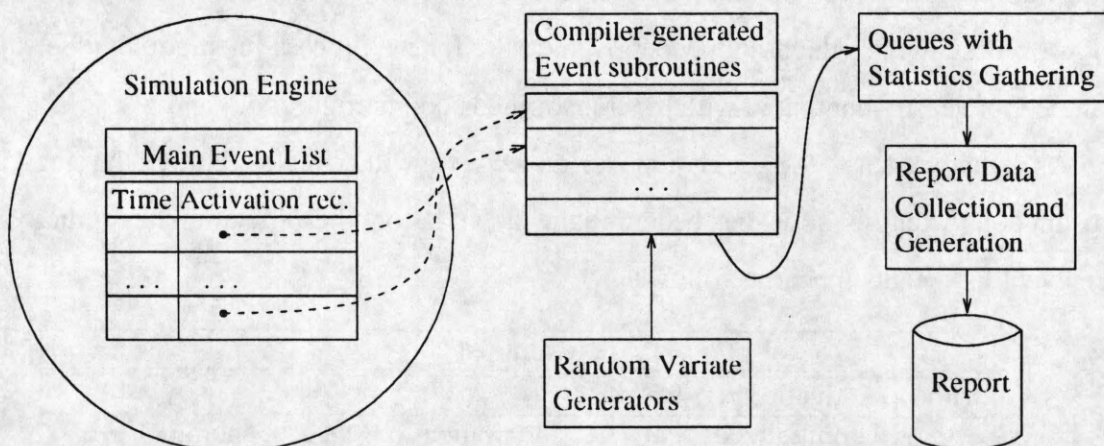 Simulation Engine
Main Event List
Time Activation rec.
.... ...
Compiler-generated
Event subroutines
...
Random Variate
Generators
Queues with
Statistics Gathering
Report Data
Collection and
Generation
Report